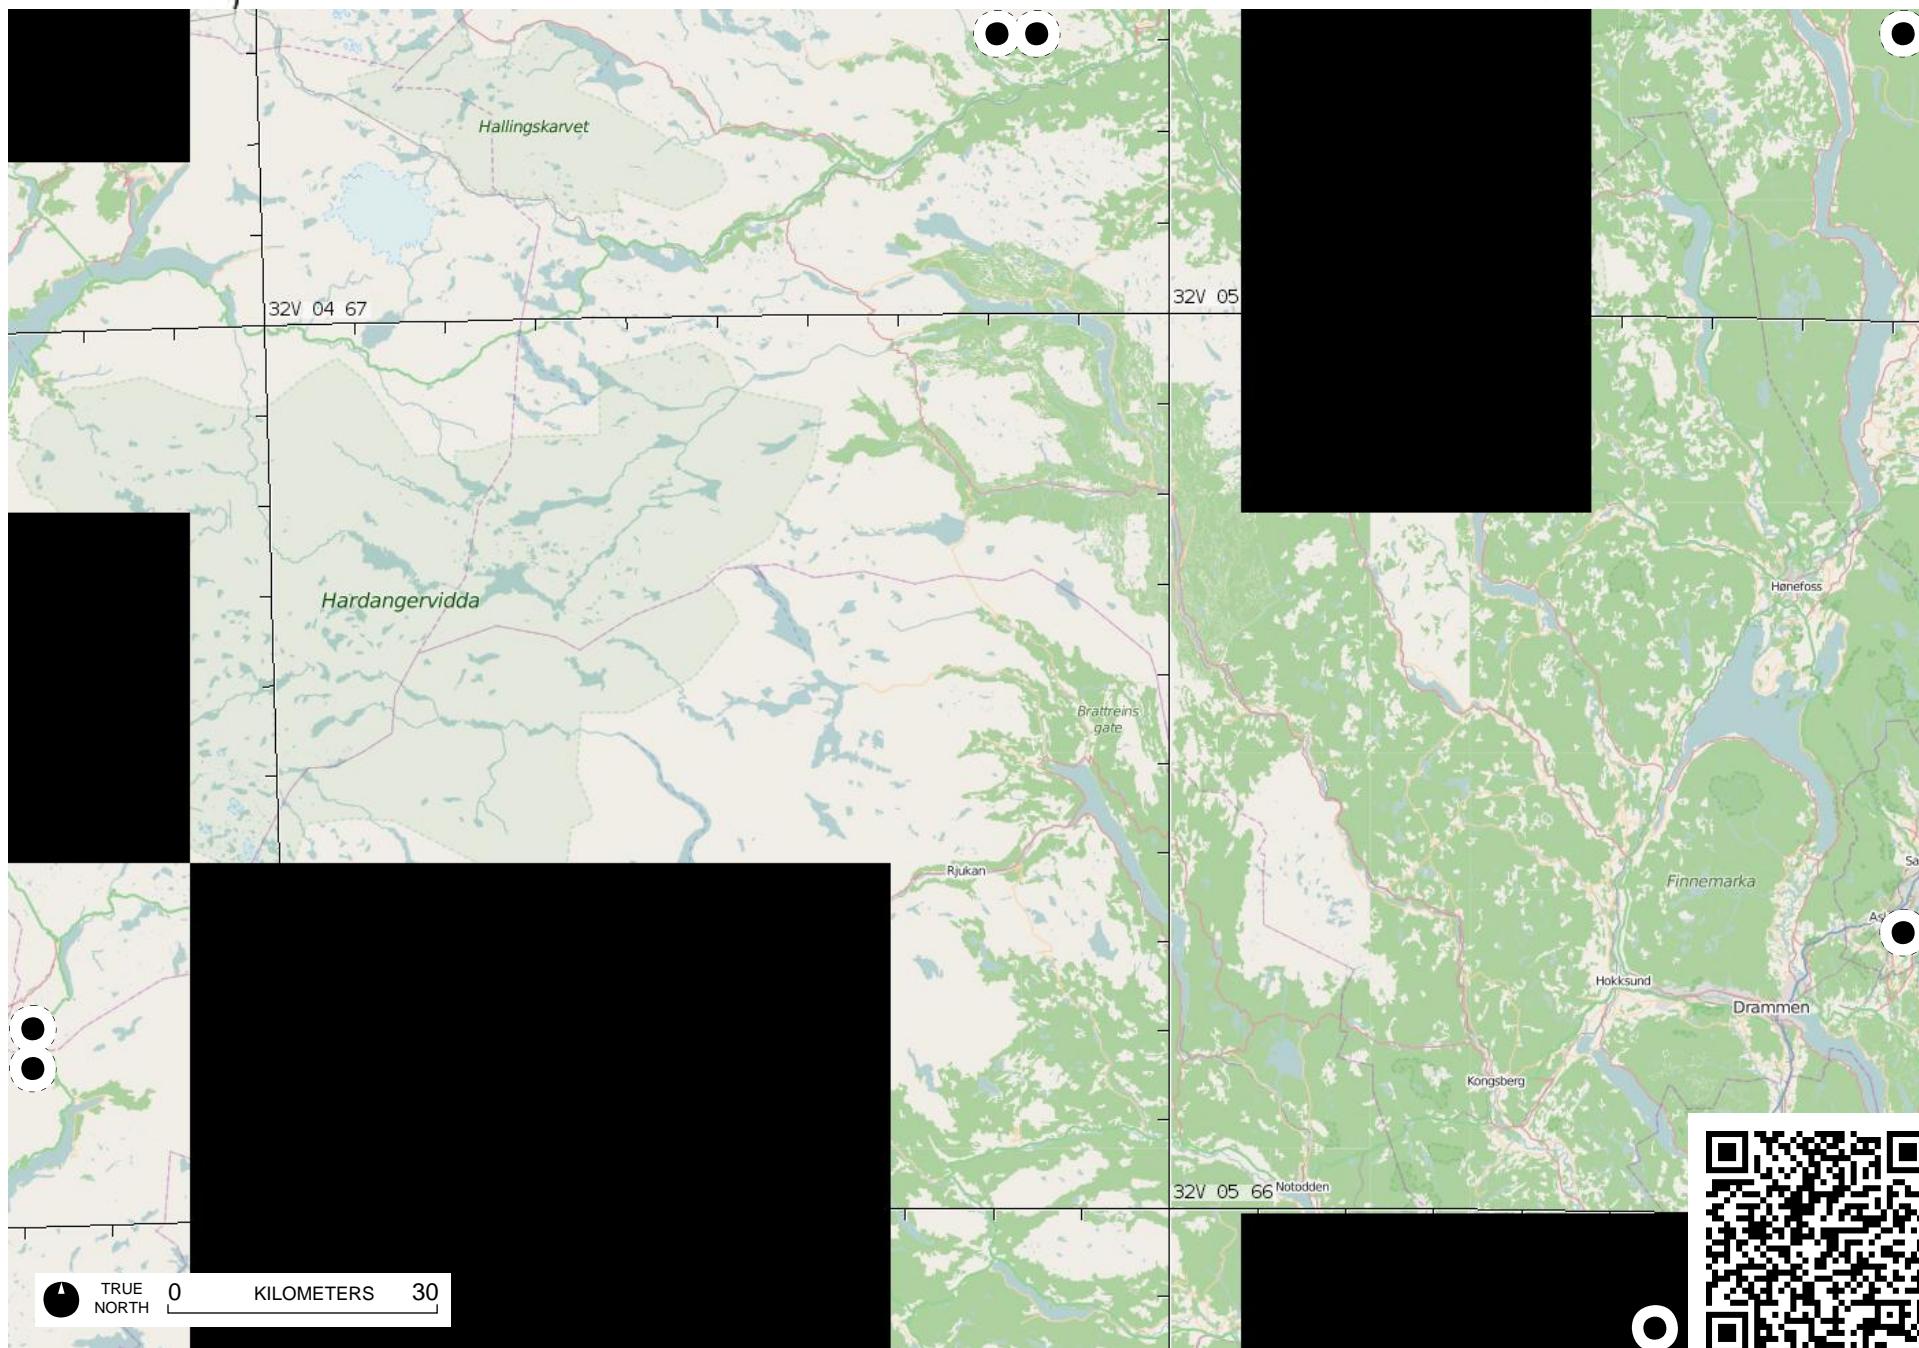 Hallingskarvet
32V 04 67
32V 05
Hønefoss
Hardangervidda
Brattreins
gate
Rjukan
Finnemarka
Hokksund
Drammen
Kongsberg
32V 05 66
Notodden
TRUE
NORTH
0 KILOMETERS 30